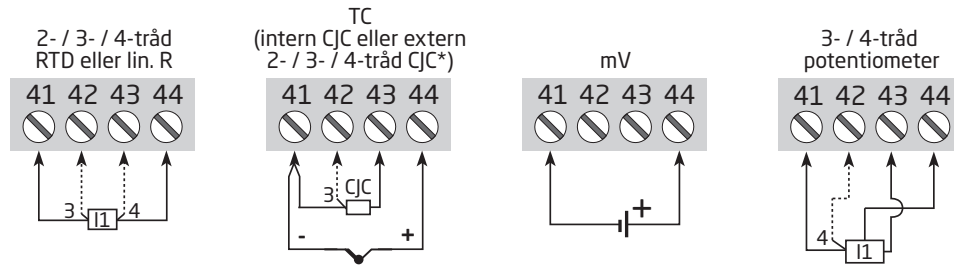 2- / 3- / 4-tråd
RTD eller lin. R
41 42 43 44
3 I1 4
TC
(intern CJC eller extern
2- / 3- / 4-tråd CJC*)
41 42 43 44
3 CJC
- +
mV
41 42 43 44
+
3- / 4-tråd
potentiometer
41 42 43 44
4 I1